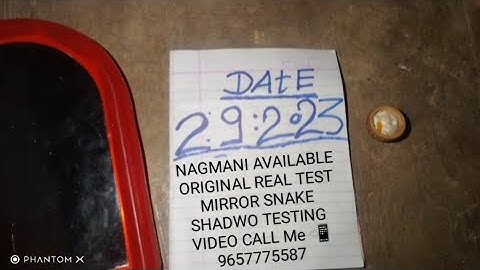 DAtE
2:9:2023
NAGMANI AVAILABLE
ORIGINAL REAL TEST
MIRROR SNAKE
SHADWO TESTING
VIDEO CALL Me 📲
9657775587
PHANTOM X